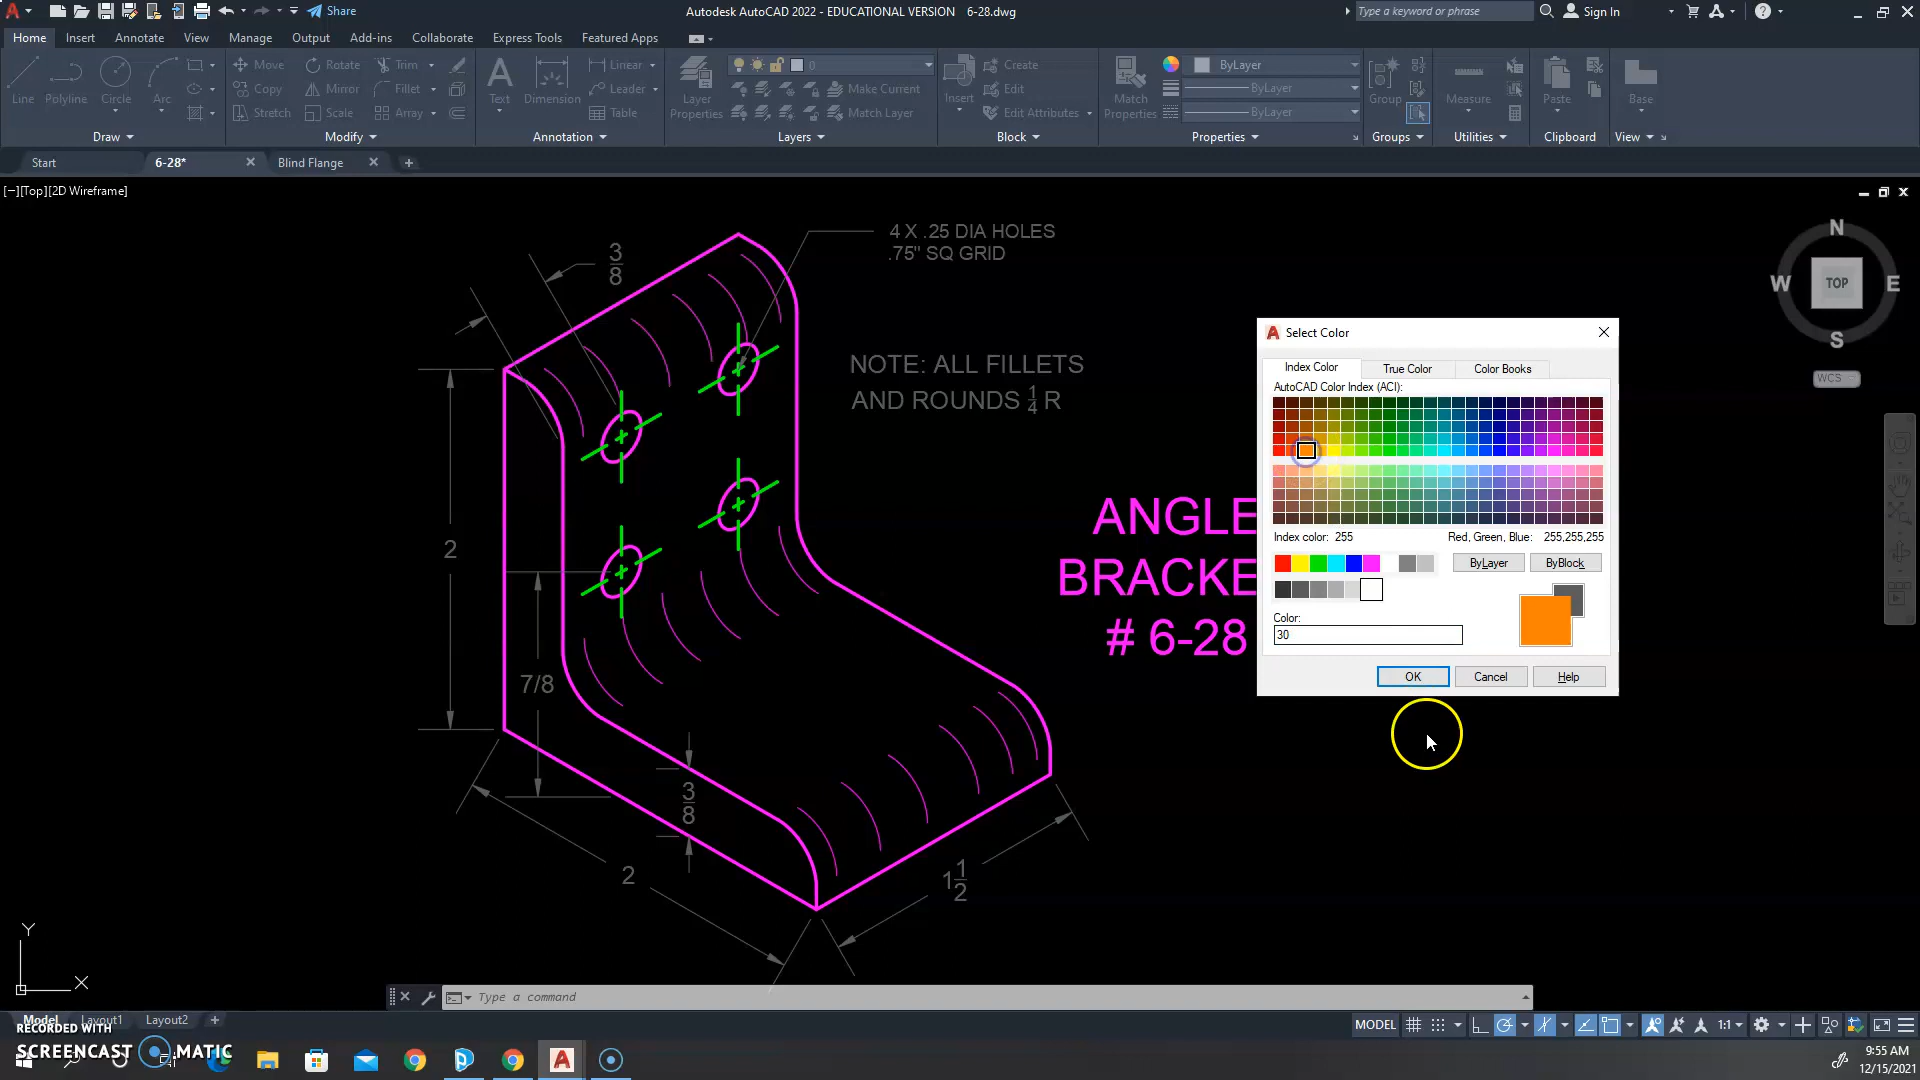 Share
Autodesk AutoCAD 2022 - EDUCATIONAL VERSION 6-28.dwg
Type a keyword or phrase
Sign In
Home Insert Annotate View Manage Output Add-ins Collaborate Express Tools Featured Apps
Line Polyline Circle Arc
Move Rotate Trim
Copy Mirror Fillet
Stretch Scale Array
Text Dimension
Linear
Leader
Table
Layer Properties
0
Make Current
Match Layer
Insert
Create
Edit
Edit Attributes
Match Properties
ByLayer
ByLayer
ByLayer
Group
Measure
Paste
Base
Draw Modify Annotation Layers Block Properties Groups Utilities Clipboard View
Start 6-28* Blind Flange
[−][Top][2D Wireframe]
4 X .25 DIA HOLES
.75" SQ GRID
3/8
NOTE: ALL FILLETS
AND ROUNDS 1/4 R
2
7/8
3/8
2
1 1/2
ANGLE
BRACKE
# 6-28
N
W TOP E
S
WCS
Select Color
Index Color True Color Color Books
AutoCAD Color Index (ACI):
Index color: 255 Red, Green, Blue: 255,255,255
ByLayer ByBlock
Color:
30
OK Cancel Help
Y
X
Type a command
Model Layout1 Layout2
MODEL 1:1
RECORDED WITH
SCREENCAST MATIC
9:55 AM
12/15/2021